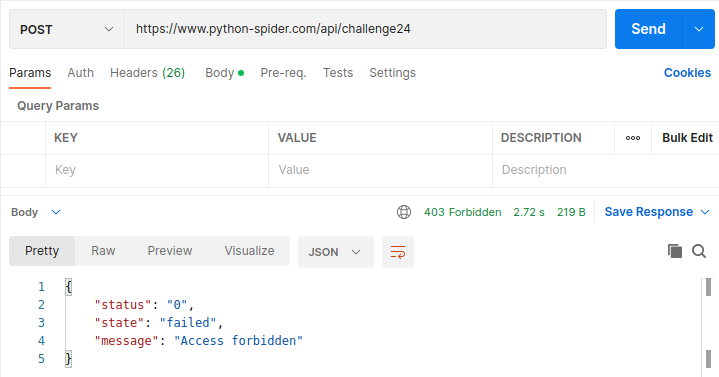 POST https://www.python-spider.com/api/challenge24 Send
Params Auth Headers (26) Body Pre-req. Tests Settings Cookies
Query Params
KEY VALUE DESCRIPTION ooo Bulk Edit
Key Value Description
Body 403 Forbidden 2.72 s 219 B Save Response
Pretty Raw Preview Visualize JSON
1 {
2 "status": "0",
3 "state": "failed",
4 "message": "Access forbidden"
5 }